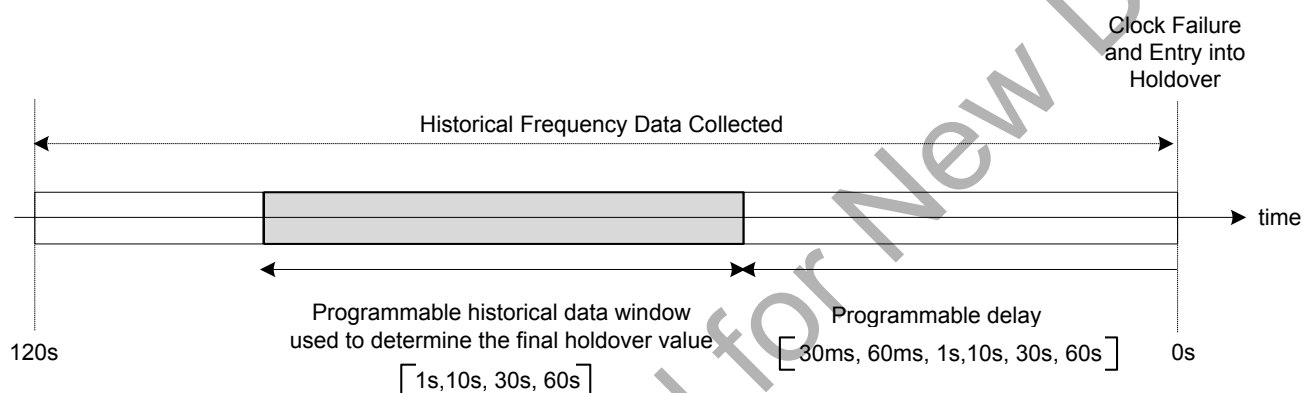 Clock Failure
and Entry into
Holdover
Historical Frequency Data Collected
time
Programmable historical data window
used to determine the final holdover value
[1s,10s, 30s, 60s]
Programmable delay
[30ms, 60ms, 1s,10s, 30s, 60s]
120s
0s
for New D